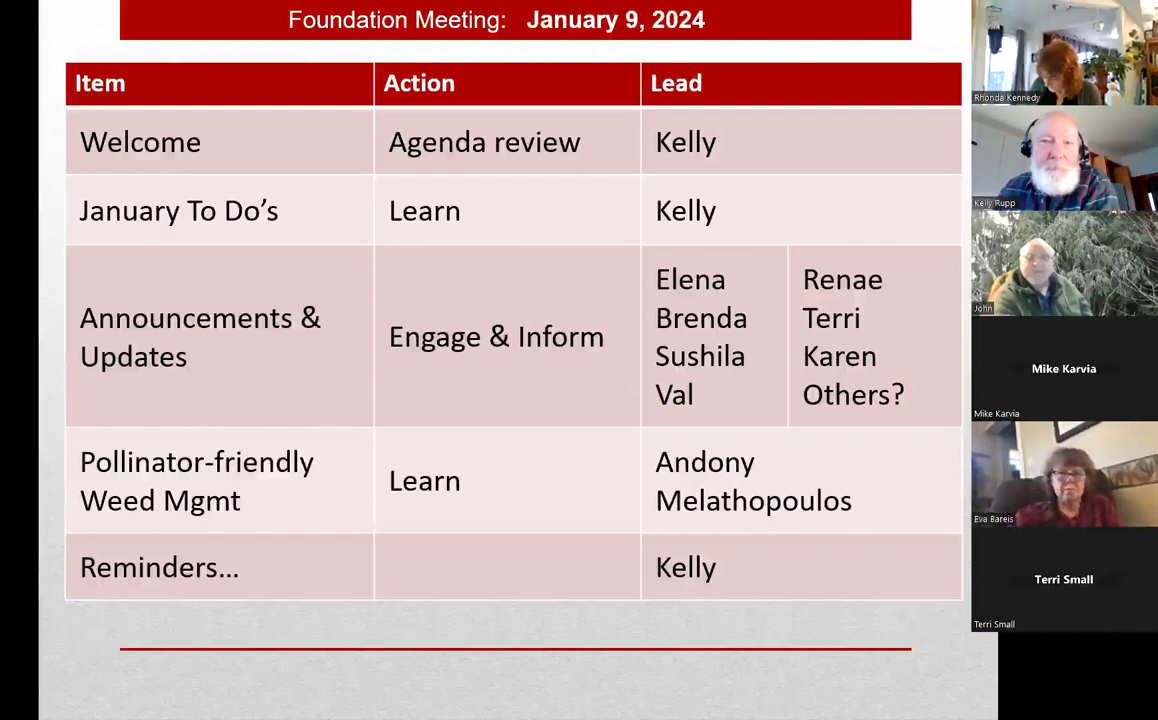 Foundation Meeting: January 9, 2024
Item Action Lead
Welcome Agenda review Kelly
January To Do’s Learn Kelly
Announcements &
Updates
Engage & Inform
Elena
Brenda
Sushila
Val
Renae
Terri
Karen
Others?
Pollinator-friendly
Weed Mgmt
Learn
Andony
Melathopoulos
Reminders... Kelly
Rhonda Kennedy
Kelly Rupp
John
Mike Karvia
Mike Karvia
Eva Bareis
Terri Small
Terri Small